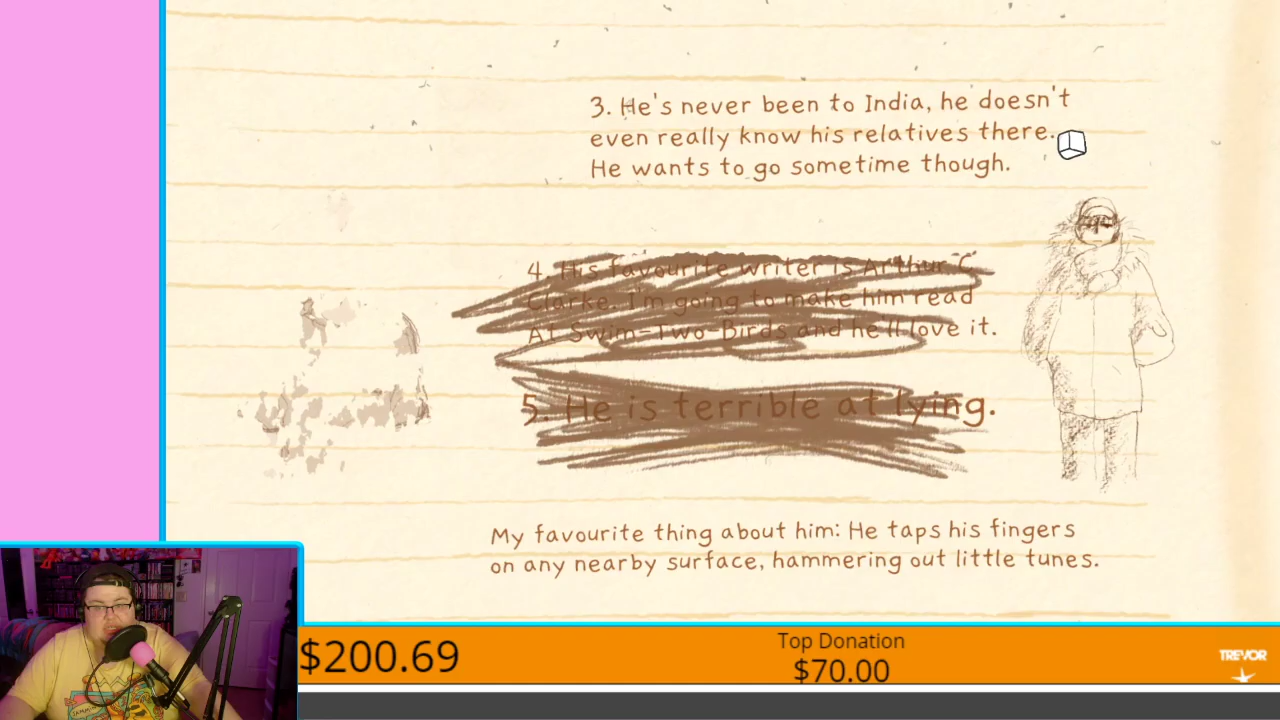 3. He's never been to India, he doesn't
even really know his relatives there.
He wants to go sometime though.
4. His favourite writer is Arthur C.
Clarke. I'm going to make him read
At Swim-Two-Birds and he'll love it.
5. He is terrible at lying.
My favourite thing about him: He taps his fingers
on any nearby surface, hammering out little tunes.
$200.69
Top Donation
$70.00
TREVOR